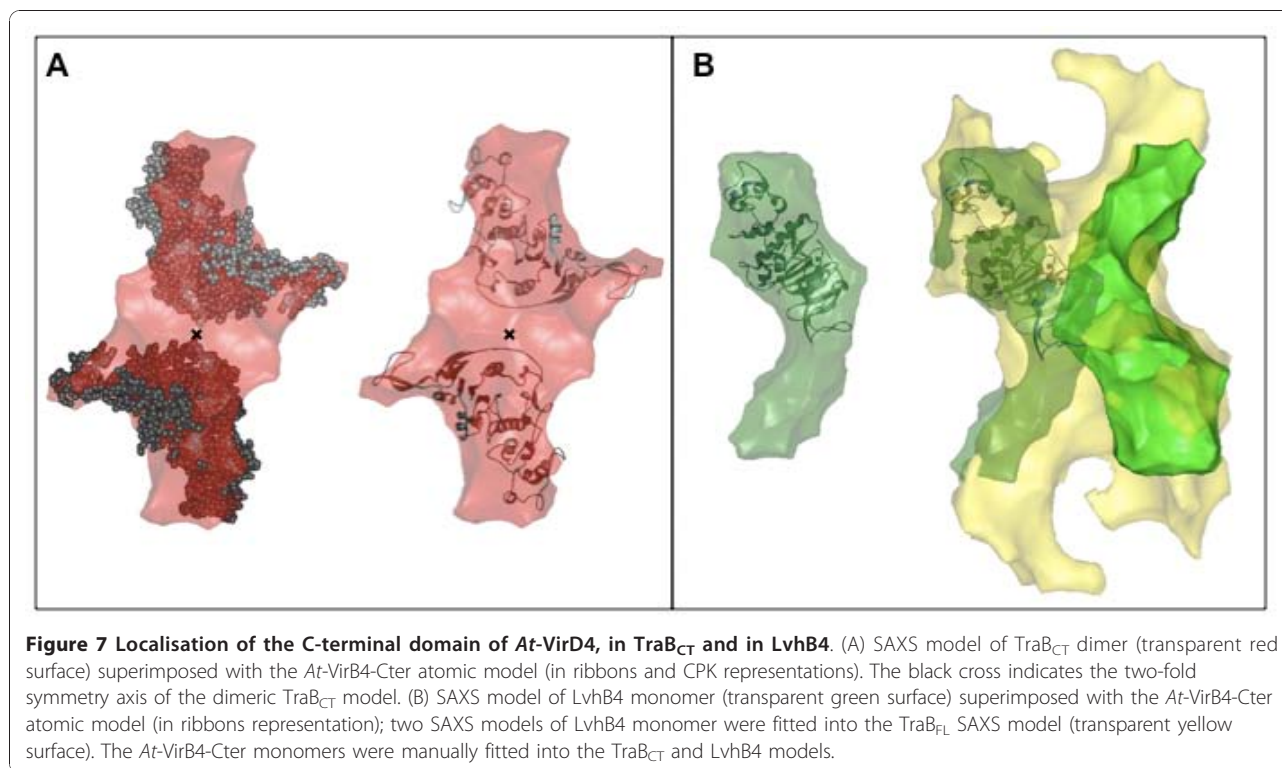 A
B
Figure 7 Localisation of the C-terminal domain of At-VirD4, in TraBCT and in LvhB4. (A) SAXS model of TraBCT dimer (transparent red
surface) superimposed with the At-VirB4-Cter atomic model (in ribbons and CPK representations). The black cross indicates the two-fold
symmetry axis of the dimeric TraBCT model. (B) SAXS model of LvhB4 monomer (transparent green surface) superimposed with the At-VirB4-Cter
atomic model (in ribbons representation); two SAXS models of LvhB4 monomer were fitted into the TraBFL SAXS model (transparent yellow
surface). The At-VirB4-Cter monomers were manually fitted into the TraBCT and LvhB4 models.